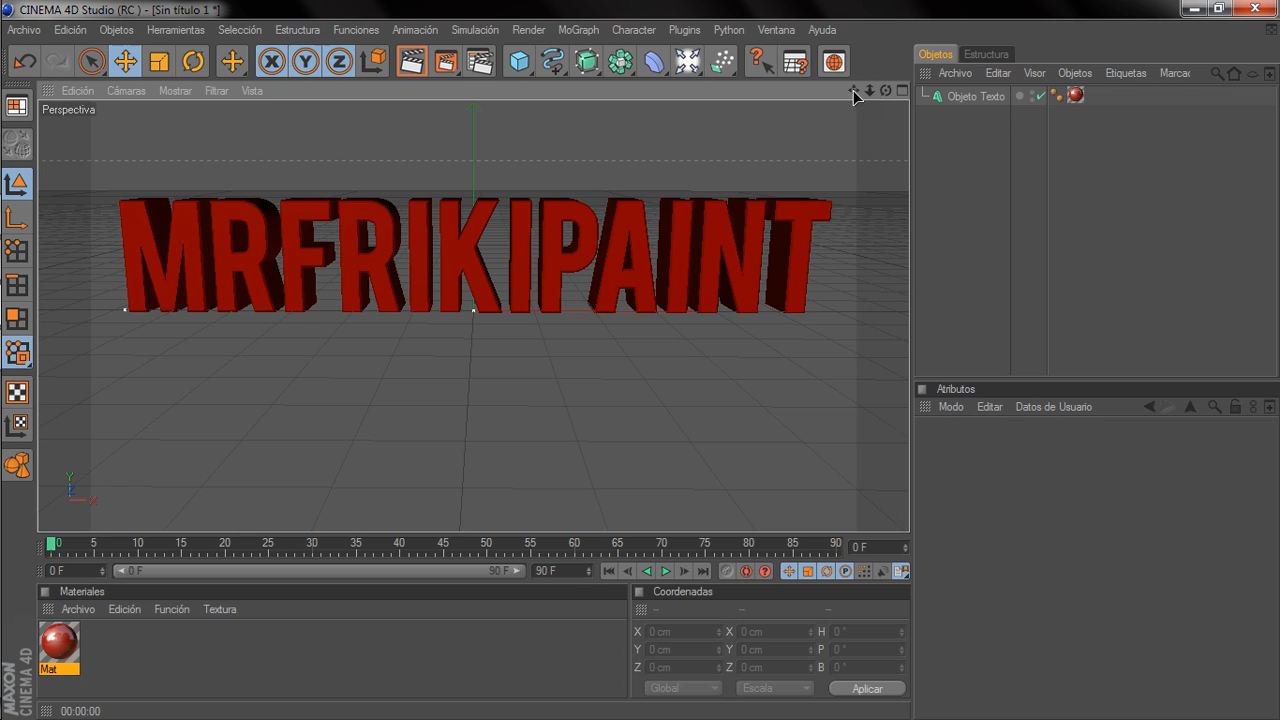 CINEMA 4D Studio (RC ) - [Sin título 1 *]
Archivo Edición Objetos Herramientas Selección Estructura Funciones Animación Simulación Render MoGraph Character Plugins Python Ventana Ayuda
Objetos Estructura
Archivo Editar Visor Objetos Etiquetas Marca
Edición Cámaras Mostrar Filtrar Vista
Objeto Texto
Perspectiva
MRFRIKIPAINT
Y
Z
X
Atributos
Modo Editar Datos de Usuario
0 5 10 15 20 25 30 35 40 45 50 55 60 65 70 75 80 85 90 0 F
0 F 0 F 90 F 90 F
Materiales
Archivo Edición Función Textura
Mat
Coordenadas
-- -- --
X 0 cm X 0 cm H 0 °
Y 0 cm Y 0 cm P 0 °
Z 0 cm Z 0 cm B 0 °
Global Escala Aplicar
MAXON
CINEMA 4D
00:00:00